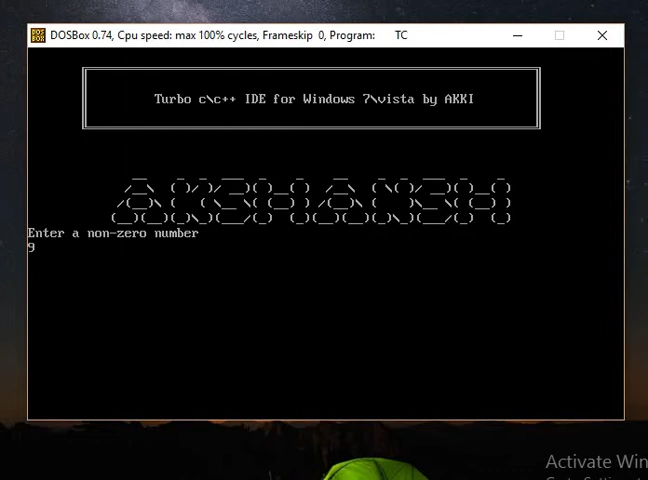 DOSBox 0.74, Cpu speed: max 100% cycles, Frameskip 0, Program: TC
Turbo c\c++ IDE for Windows 7\vista by AKKI
Enter a non-zero number
9
Activate Win